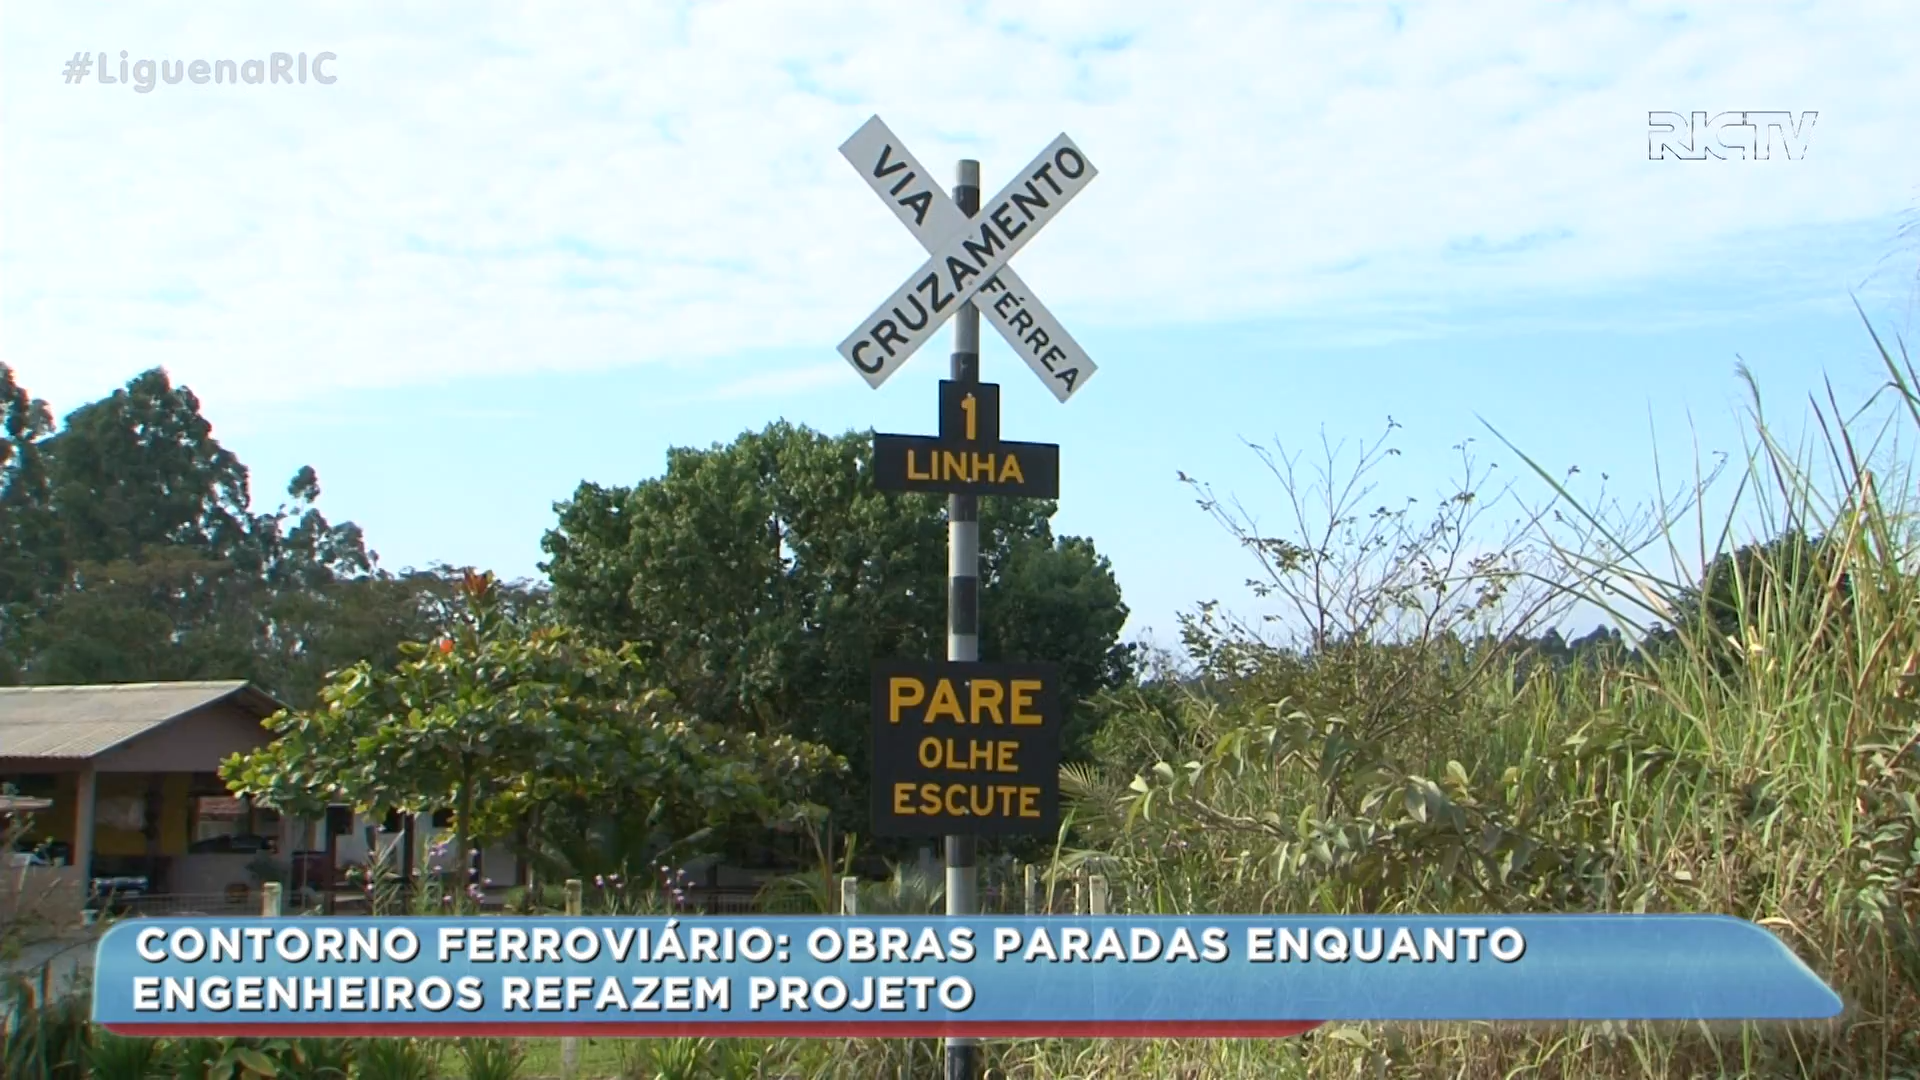 #LiguenaRIC
RICTV
VIA
CRUZAMENTO
FÉRREA
1
LINHA
PARE
OLHE
ESCUTE
CONTORNO FERROVIÁRIO: OBRAS PARADAS ENQUANTO
ENGENHEIROS REFAZEM PROJETO